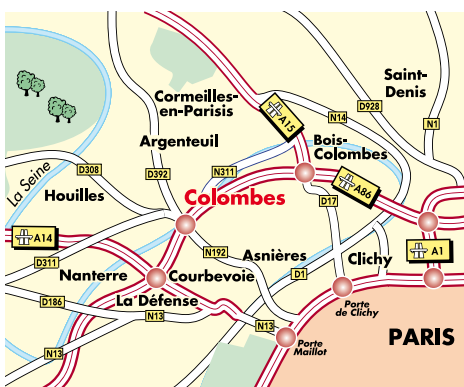 Saint-
Denis
Cormeilles-
en-Parisis
A15
N14
D928
N1
Argenteuil
Bois-
Colombes
La Seine
D308
D392
N311
A86
Houilles
Colombes
D17
A14
N192
Asnières
Clichy
A1
D311
Nanterre
Courbevoie
D1
D186
La Défense
Porte
de Clichy
N13
N13
PARIS
N13
Porte
Maillot